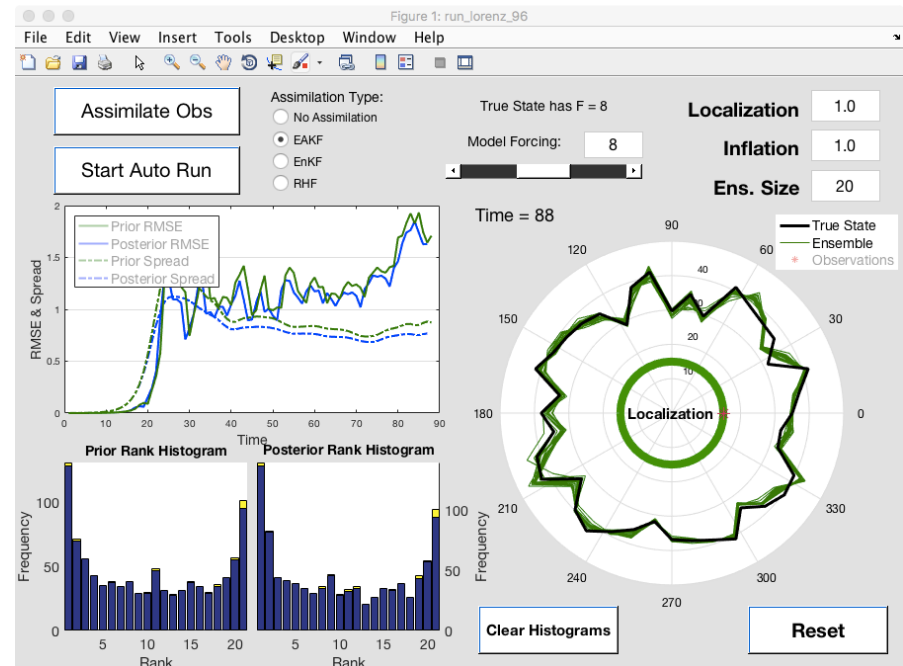 Figure 1: run_lorenz_96
File Edit View Insert Tools Desktop Window Help
Assimilate Obs
Start Auto Run
Assimilation Type:
No Assimilation
EAKF
EnKF
RHF
True State has F = 8
Model Forcing: 8
Localization 1.0
Inflation 1.0
Ens. Size 20
2
1.5
1
0.5
0
RMSE & Spread
Prior RMSE
Posterior RMSE
Prior Spread
Posterior Spread
0 10 20 30 40 50 60 70 80 90
Time
Time = 88
True State
Ensemble
Observations
90
120 60
150 30
180 0
210 330
240 300
270
40
30
20
10
Localization
Prior Rank Histogram
100
50
0
Frequency
5 10 15 20
Rank
Posterior Rank Histogram
100
50
0
Frequency
5 10 15 20
Rank
Clear Histograms
Reset